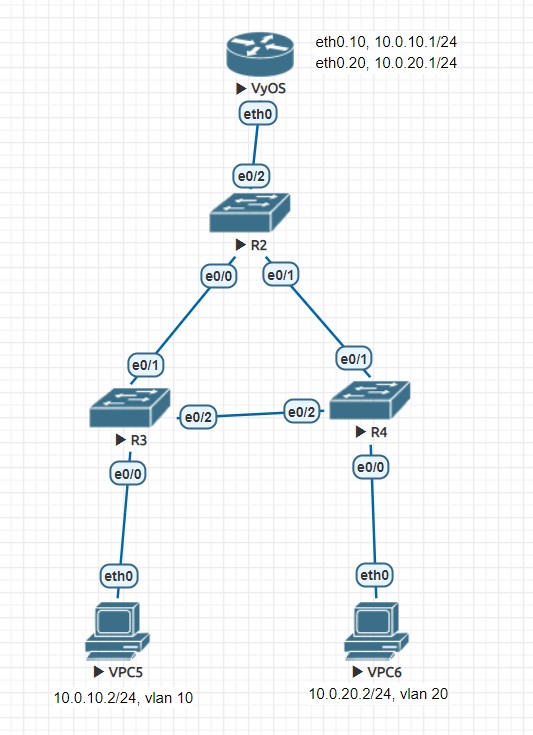 eth0.10, 10.0.10.1/24
eth0.20, 10.0.20.1/24
VyOS
eth0
e0/2
R2
e0/0
e0/1
e0/1
e0/1
e0/2
e0/2
R3
R4
e0/0
e0/0
eth0
eth0
VPC5
VPC6
10.0.10.2/24, vlan 10
10.0.20.2/24, vlan 20